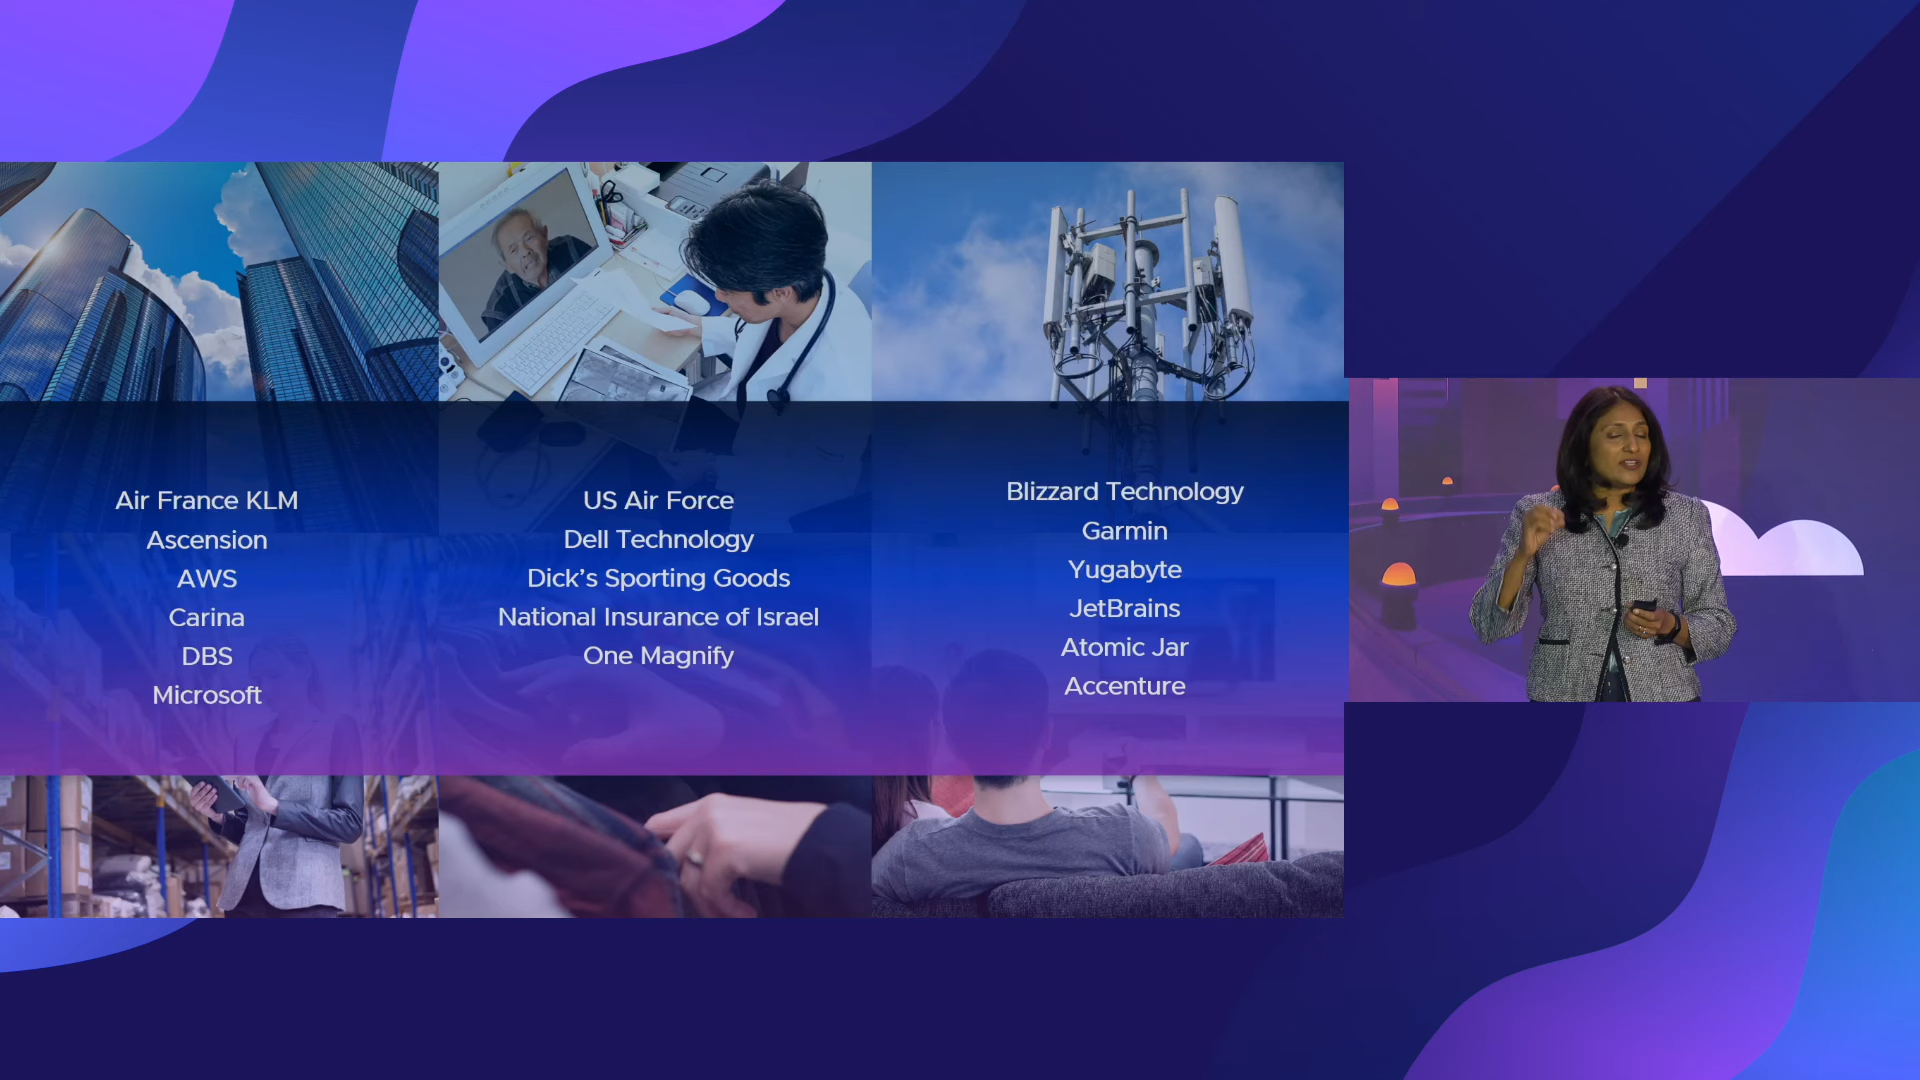 Air France KLM
Ascension
AWS
Carina
DBS
Microsoft
US Air Force
Dell Technology
Dick’s Sporting Goods
National Insurance of Israel
One Magnify
Blizzard Technology
Garmin
Yugabyte
JetBrains
Atomic Jar
Accenture